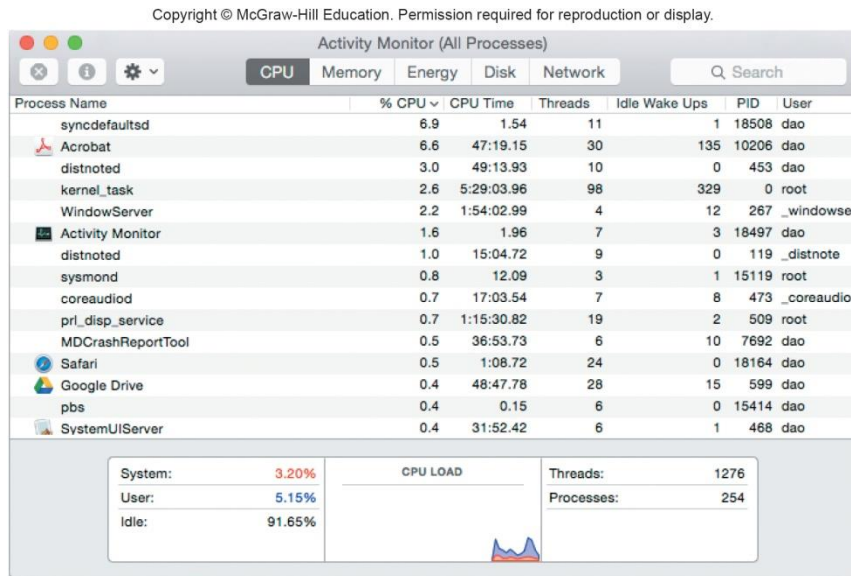 Copyright © McGraw-Hill Education. Permission required for reproduction or display.
Activity Monitor (All Processes)
CPU Memory Energy Disk Network Search
Process Name % CPU CPU Time Threads Idle Wake Ups PID User
syncdefaultsd 6.9 1.54 11 1 18508 dao
Acrobat 6.6 47:19.15 30 135 10206 dao
distnoted 3.0 49:13.93 10 0 453 dao
kernel_task 2.6 5:29:03.96 98 329 0 root
WindowServer 2.2 1:54:02.99 4 12 267 _windowse
Activity Monitor 1.6 1.96 7 3 18497 dao
distnoted 1.0 15:04.72 9 0 119 _distnote
sysmond 0.8 12.09 3 1 15119 root
coreaudiod 0.7 17:03.54 7 8 473 _coreaudio
prl_disp_service 0.7 1:15:30.82 19 2 509 root
MDCrashReportTool 0.5 36:53.73 6 10 7692 dao
Safari 0.5 1:08.72 24 0 18164 dao
Google Drive 0.4 48:47.78 28 15 599 dao
pbs 0.4 0.15 6 0 15414 dao
SystemUIServer 0.4 31:52.42 6 1 468 dao
System: 3.20% CPU LOAD Threads: 1276
User: 5.15% Processes: 254
Idle: 91.65%